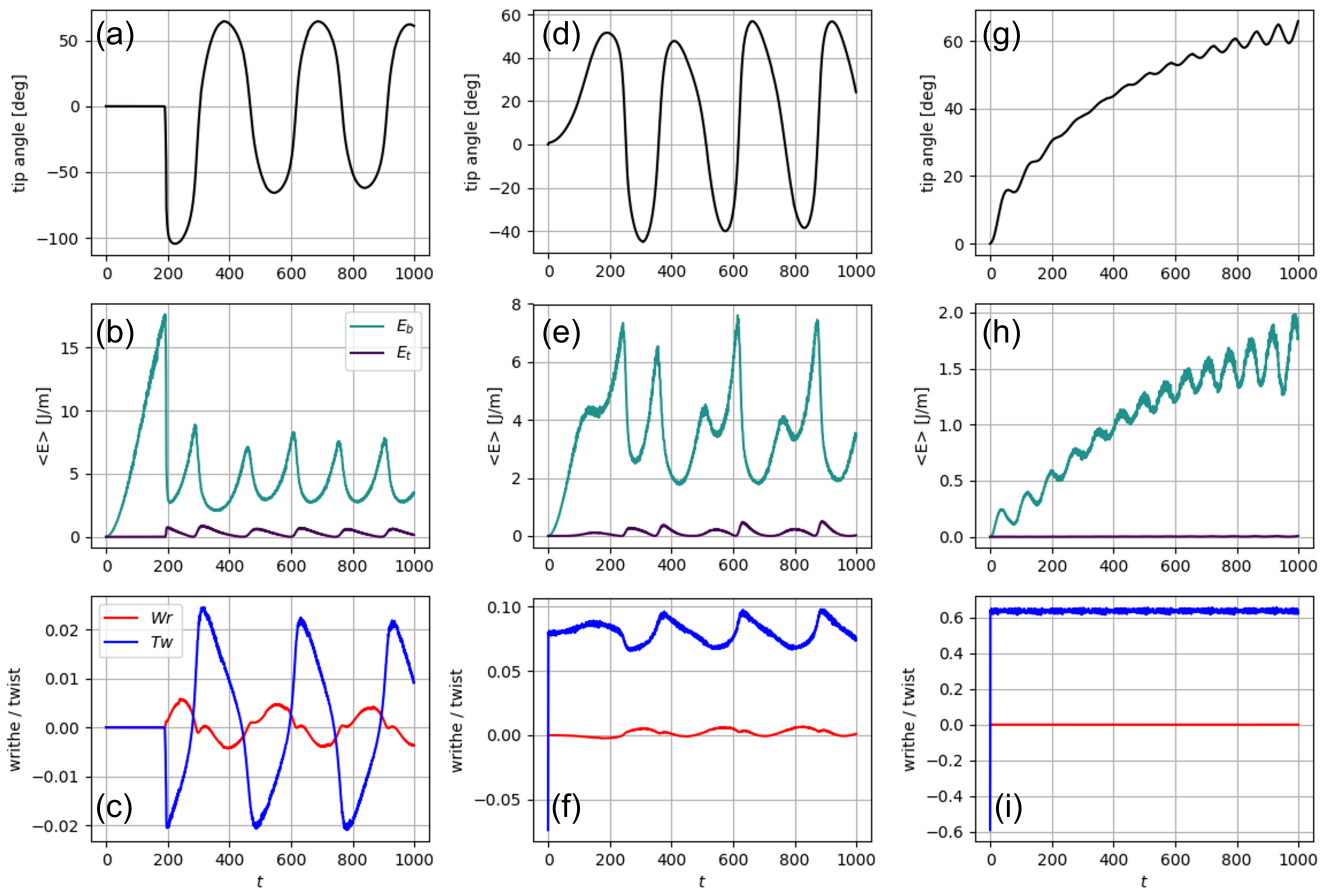 (a)
tip angle [deg]
50
0
−50
−100
0 200 400 600 800 1000
(d)
tip angle [deg]
60
40
20
0
−20
−40
0 200 400 600 800 1000
(g)
tip angle [deg]
60
40
20
0
0 200 400 600 800 1000
(b)
<E> [J/m]
15
10
5
0
E_b
E_t
0 200 400 600 800 1000
(e)
<E> [J/m]
8
6
4
2
0
0 200 400 600 800 1000
(h)
<E> [J/m]
2.0
1.5
1.0
0.5
0.0
0 200 400 600 800 1000
(c)
writhe / twist
0.02
0.01
0.00
−0.01
−0.02
Wr
Tw
0 200 400 600 800 1000
t
(f)
writhe / twist
0.10
0.05
0.00
−0.05
0 200 400 600 800 1000
t
(i)
writhe / twist
0.6
0.4
0.2
0.0
−0.2
−0.4
−0.6
0 200 400 600 800 1000
t